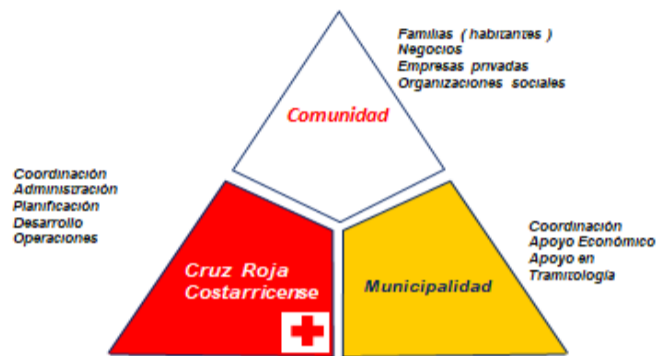 Familias ( habitantes )
Negocios
Empresas privadas
Organizaciones sociales
Comunidad
Coordinación
Administración
Planificación
Desarrollo
Operaciones
Cruz Roja
Costarricense
Municipalidad
Coordinación
Apoyo Económico
Apoyo en
Tramitología